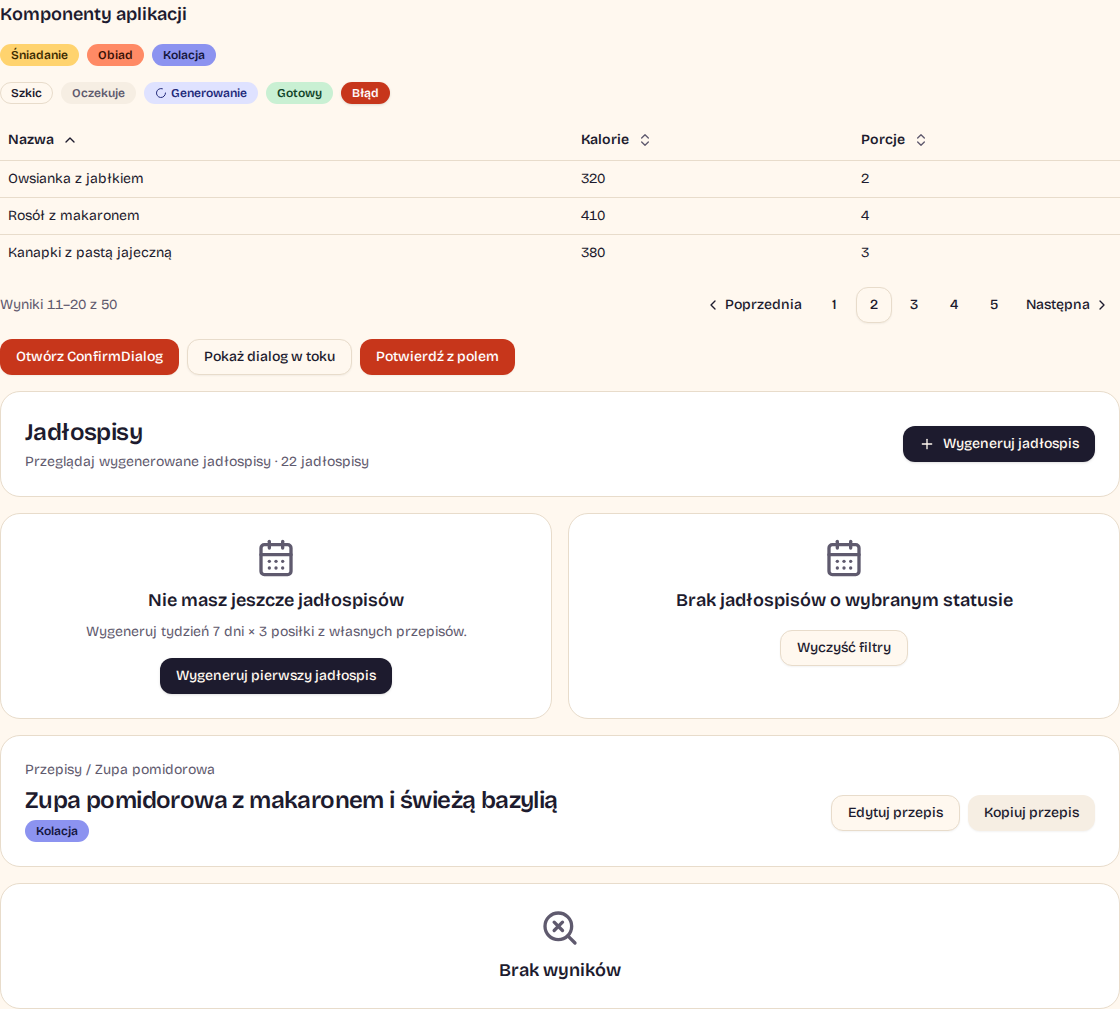 Komponenty aplikacji
Śniadanie Obiad Kolacja
Szkic Oczekuje Generowanie Gotowy Błąd
Nazwa Kalorie Porcje
Owsianka z jabłkiem 320 2
Rosół z makaronem 410 4
Kanapki z pastą jajeczną 380 3
Wyniki 11–20 z 50 Poprzednia 1 2 3 4 5 Następna
Otwórz ConfirmDialog Pokaż dialog w toku Potwierdź z polem
Jadłospisy
Przeglądaj wygenerowane jadłospisy · 22 jadłospisy
Wygeneruj jadłospis
Nie masz jeszcze jadłospisów
Wygeneruj tydzień 7 dni × 3 posiłki z własnych przepisów.
Wygeneruj pierwszy jadłospis
Brak jadłospisów o wybranym statusie
Wyczyść filtry
Przepisy / Zupa pomidorowa
Zupa pomidorowa z makaronem i świeżą bazylią
Kolacja
Edytuj przepis Kopiuj przepis
Brak wyników